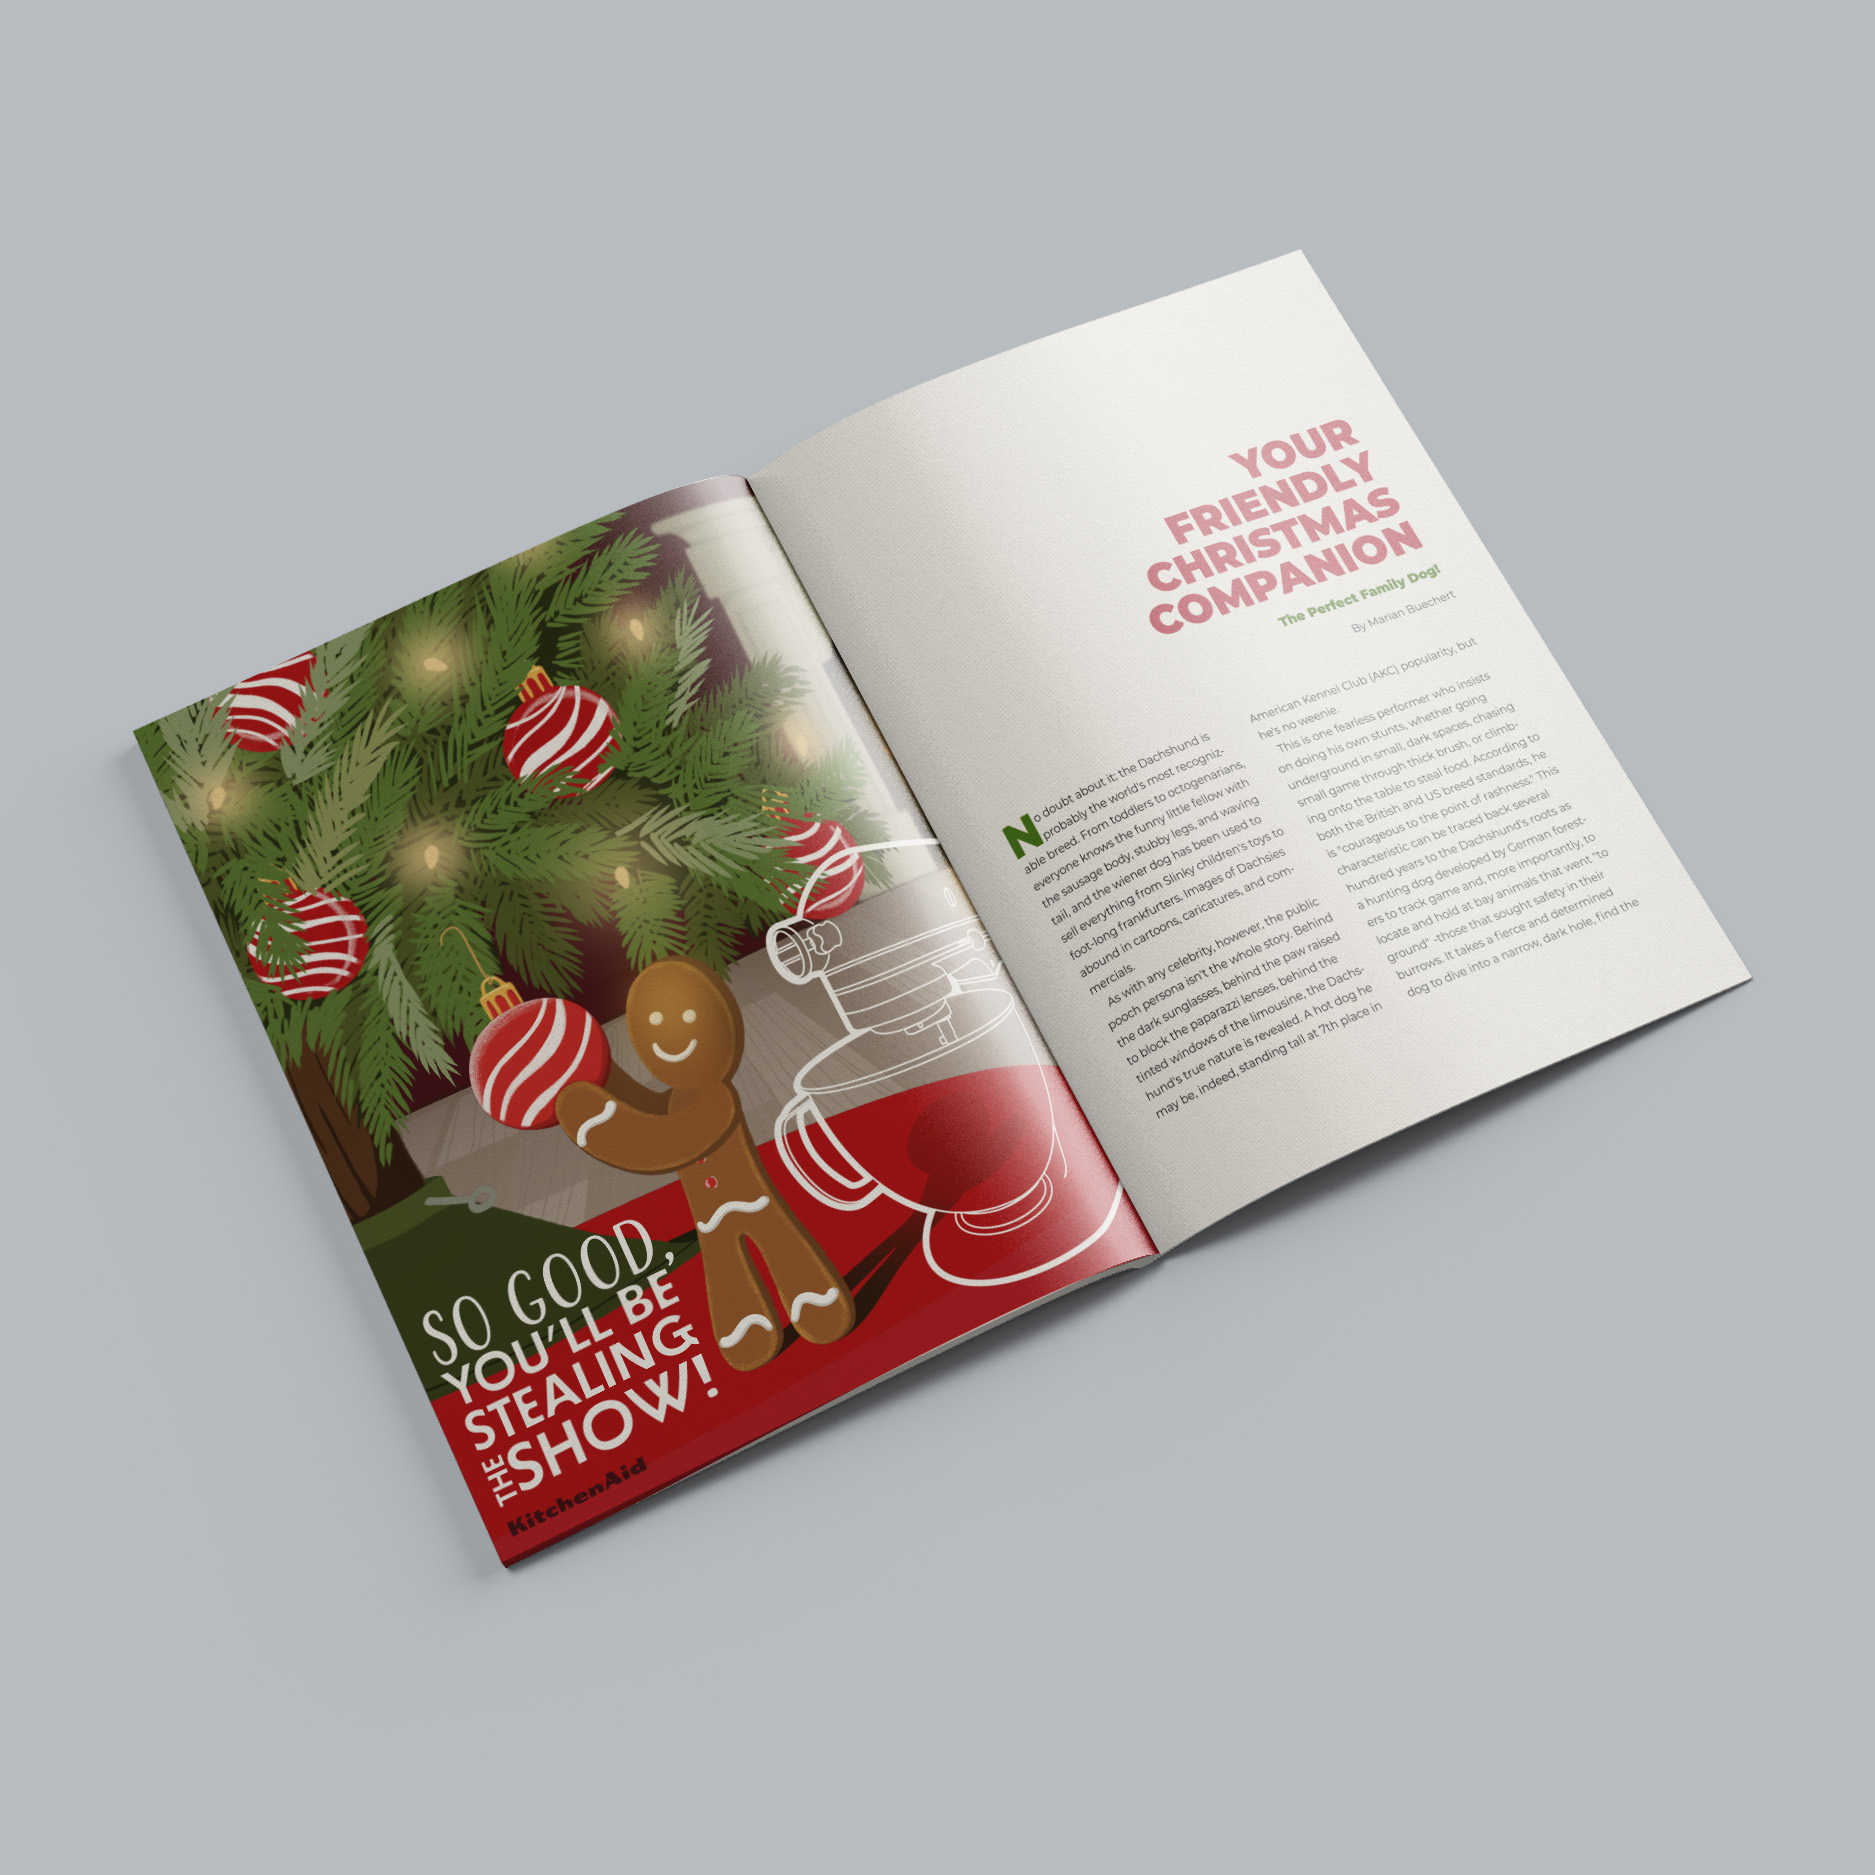 SO GOOD,
YOU'LL BE
STEALING
THE SHOW!
KitchenAid
YOUR
FRIENDLY
CHRISTMAS
COMPANION
The Perfect Family Dog!
By Marian Buechert
No doubt about it: the Dachshund is
probably the world's most recogniz-
able breed. From toddlers to octogenarians,
everyone knows the funny little fellow with
the sausage body, stubby legs, and waving
tail, and the wiener dog has been used to
sell everything from Slinky children's toys to
foot-long frankfurters. Images of Dachsies
abound in cartoons, caricatures, and com-
mercials.
As with any celebrity, however, the public
pooch persona isn't the whole story. Behind
the dark sunglasses, behind the paw raised
to block the paparazzi lenses, behind the
tinted windows of the limousine, the Dachs-
hund's true nature is revealed. A hot dog he
may be, indeed, standing tall at 7th place in
American Kennel Club (AKC) popularity, but
he's no weenie.
This is one fearless performer who insists
on doing his own stunts, whether going
underground in small, dark spaces, chasing
small game through thick brush, or climb-
ing onto the table to steal food. According to
both the British and US breed standards, he
is "courageous to the point of rashness." This
characteristic can be traced back several
hundred years to the Dachshund's roots as
a hunting dog developed by German forest-
ers to track game and, more importantly, to
locate and hold at bay animals that went "to
ground" -those that sought safety in their
burrows. It takes a fierce and determined
dog to dive into a narrow, dark hole, find the